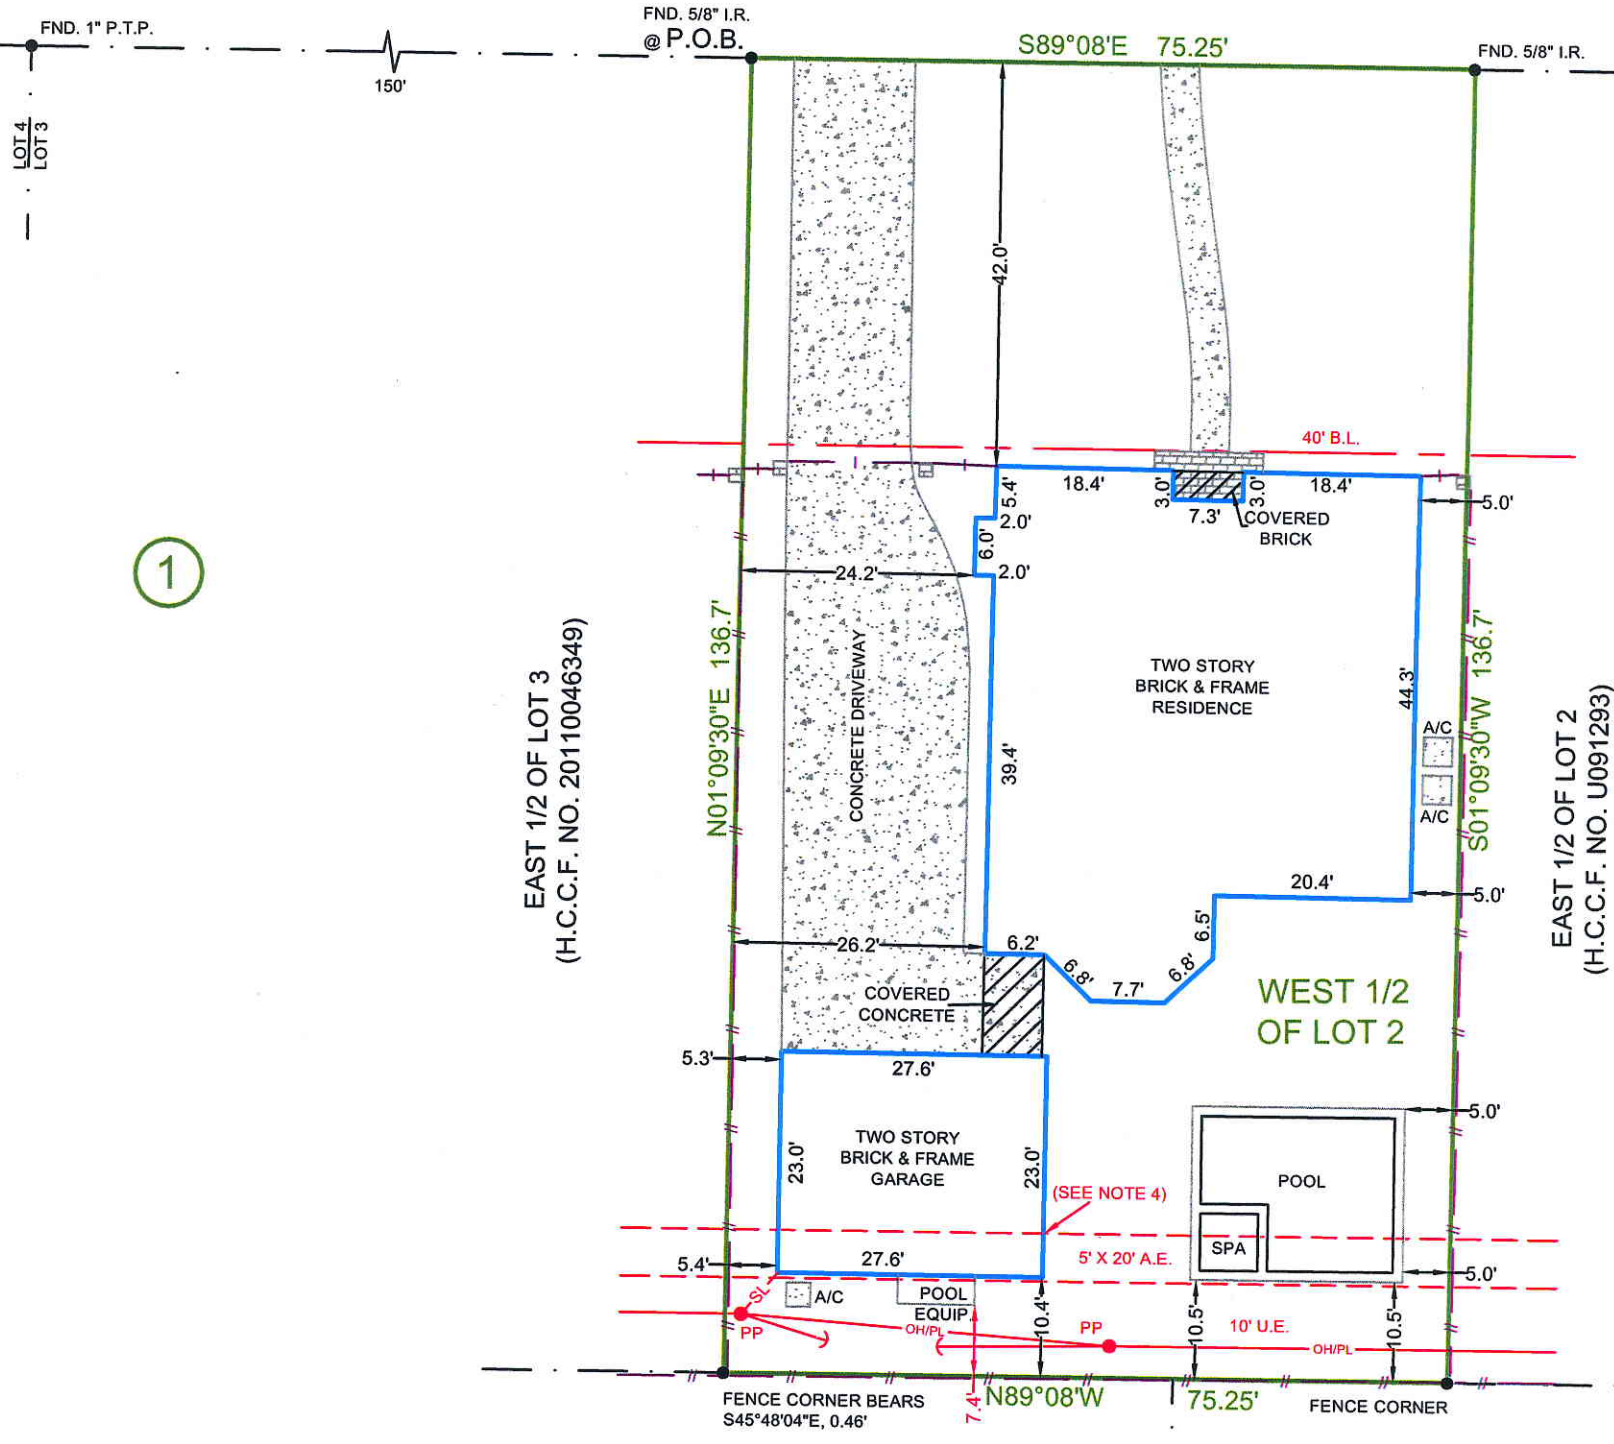 FND. 1" P.T.P.
FND. 5/8" I.R.
@ P.O.B.
S89°08'E 75.25'
FND. 5/8" I.R.
150'
LOT 4
LOT 3
42.0'
40' B.L.
5.4'
18.4'
3.0'
3.0'
18.4'
5.0'
2.0'
7.3'
COVERED
BRICK
6.0'
24.2'
2.0'
1
N01°09'30"E 136.7'
EAST 1/2 OF LOT 3
(H.C.C.F. NO. 20110046349)
CONCRETE DRIVEWAY
39.4'
TWO STORY
BRICK & FRAME
RESIDENCE
44.3'
A/C
A/C
S01°09'30"W 136.7'
EAST 1/2 OF LOT 2
(H.C.C.F. NO. U091293)
20.4'
5.0'
6.5'
26.2'
6.2'
6.8'
7.7'
6.8'
COVERED
CONCRETE
WEST 1/2
OF LOT 2
5.3'
27.6'
5.0'
TWO STORY
BRICK & FRAME
GARAGE
23.0'
23.0'
(SEE NOTE 4)
POOL
SPA
5' X 20' A.E.
5.4'
27.6'
5.0'
SL
A/C
POOL
EQUIP.
PP
OH/PL
10.4'
PP
10.5'
10' U.E.
10.5'
OH/PL
7.4'
FENCE CORNER BEARS
S45°48'04"E, 0.46'
N89°08'W 75.25'
FENCE CORNER